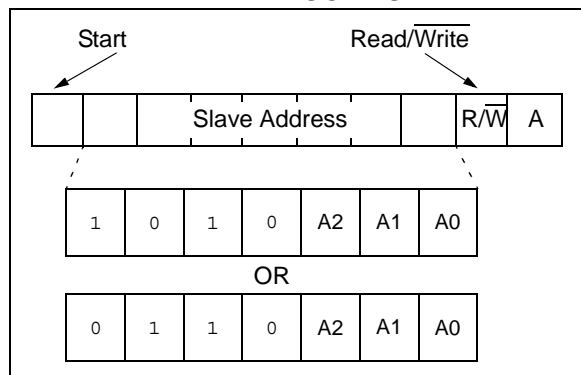 Start Read/Write
Slave Address R/W A
1 0 1 0 A2 A1 A0
OR
0 1 1 0 A2 A1 A0